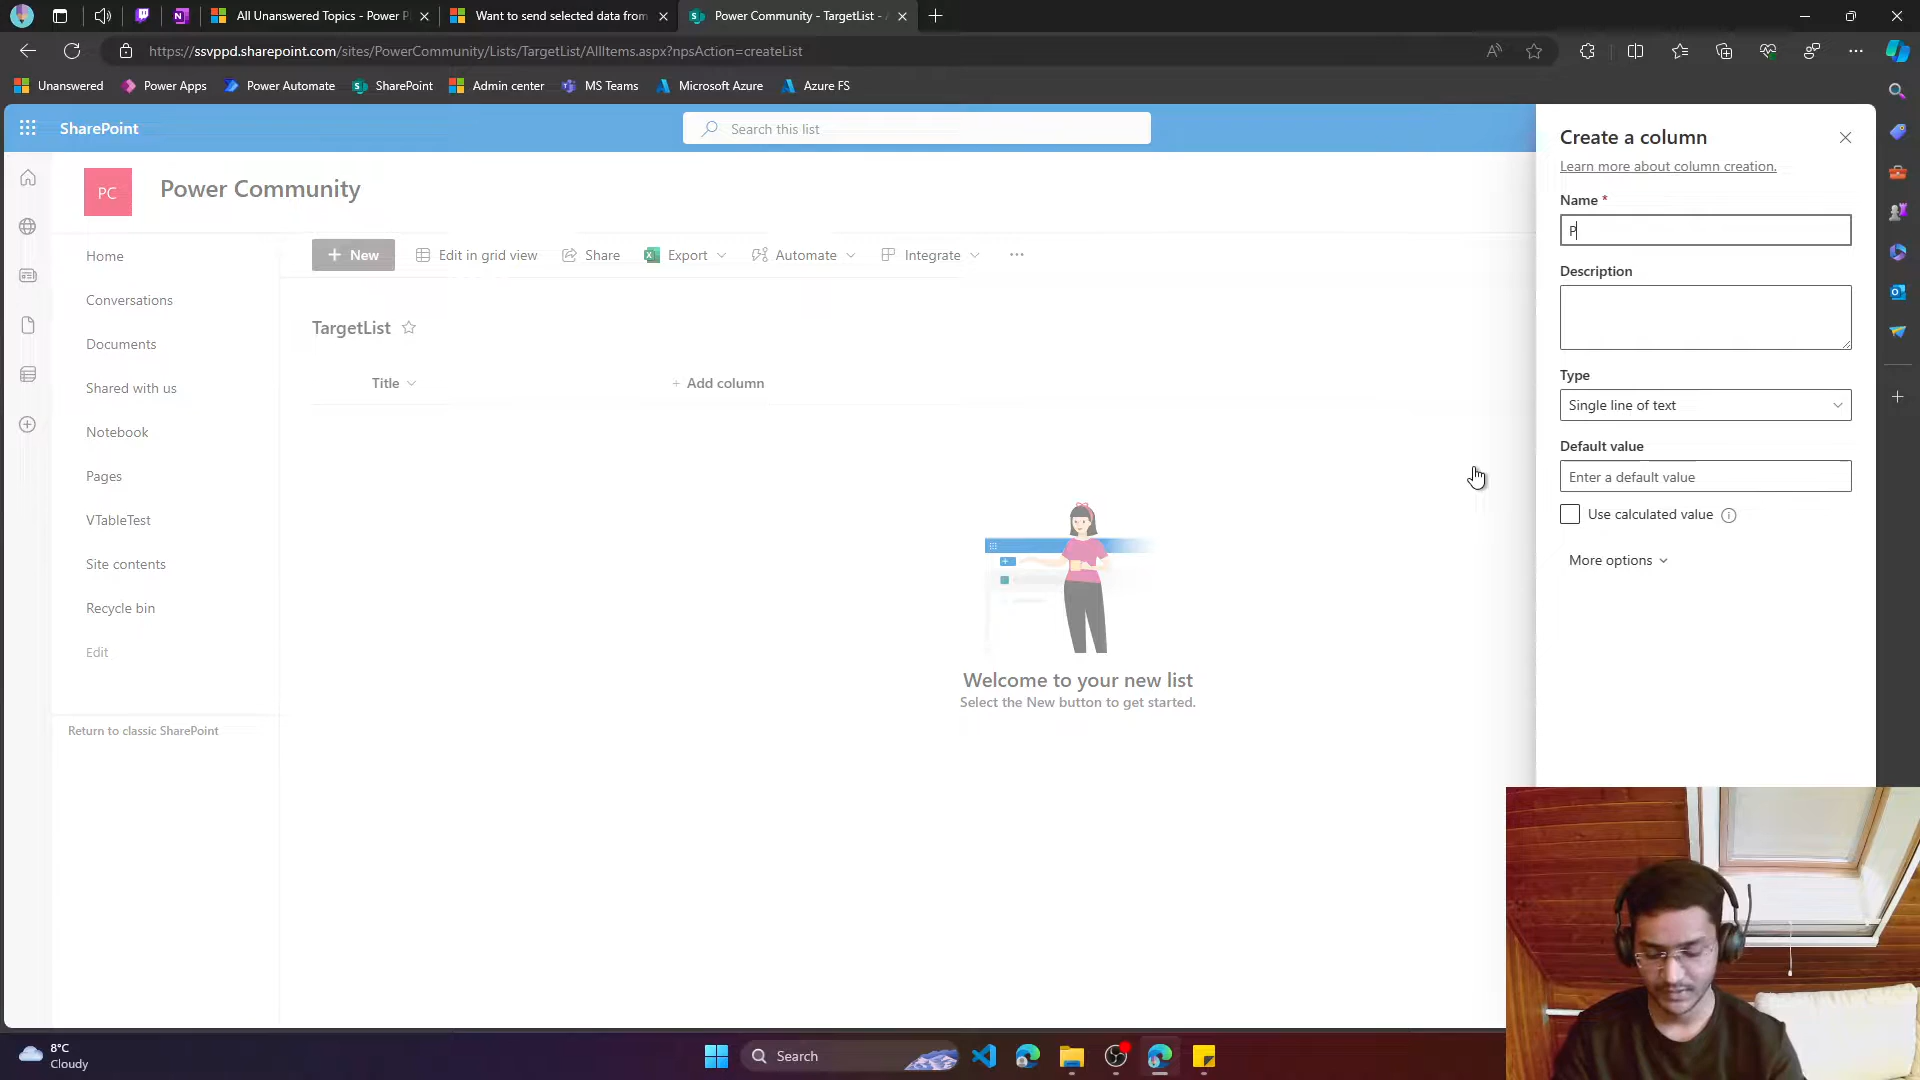 All Unanswered Topics - Power P
Want to send selected data from
Power Community - TargetList -
https://ssvppd.sharepoint.com/sites/PowerCommunity/Lists/TargetList/AllItems.aspx?npsAction=createList
Unanswered
Power Apps
Power Automate
SharePoint
Admin center
MS Teams
Microsoft Azure
Azure FS
SharePoint
Search this list
PC
Power Community
Home
Conversations
Documents
Shared with us
Notebook
Pages
VTableTest
Site contents
Recycle bin
Edit
Return to classic SharePoint
+ New
Edit in grid view
Share
Export
Automate
Integrate
TargetList
Title
+ Add column
Welcome to your new list
Select the New button to get started.
Create a column
Learn more about column creation.
Name *
P
Description
Type
Single line of text
Default value
Enter a default value
Use calculated value
More options
8°C
Cloudy
Search